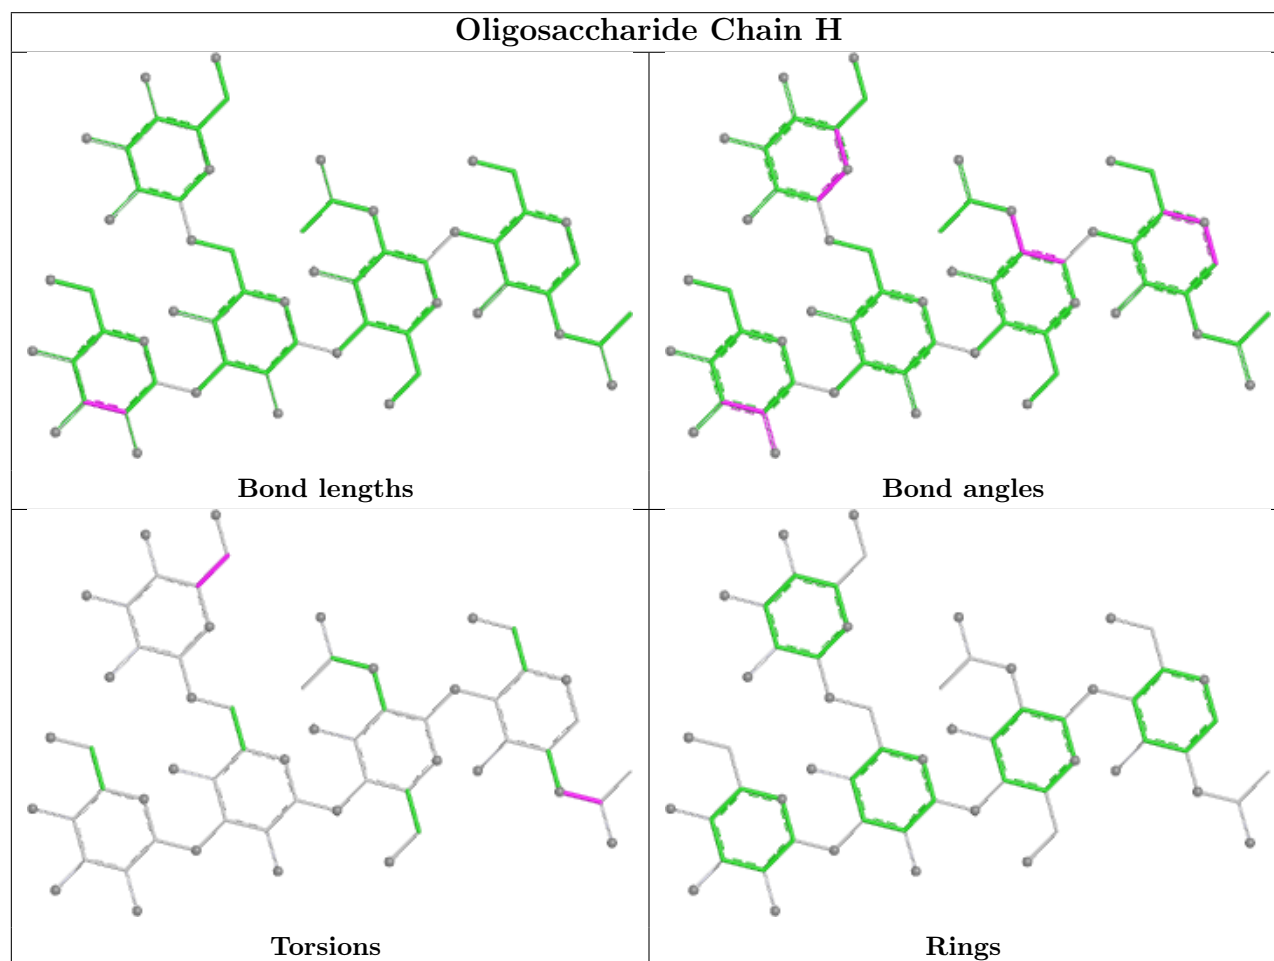 Oligosaccharide Chain H
Bond lengths
Bond angles
Torsions
Rings